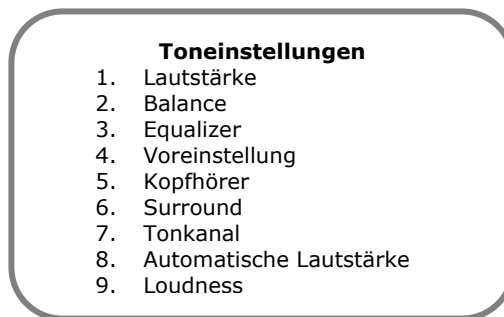 Toneinstellungen
1. Lautstärke
2. Balance
3. Equalizer
4. Voreinstellung
5. Kopfhörer
6. Surround
7. Tonkanal
8. Automatische Lautstärke
9. Loudness